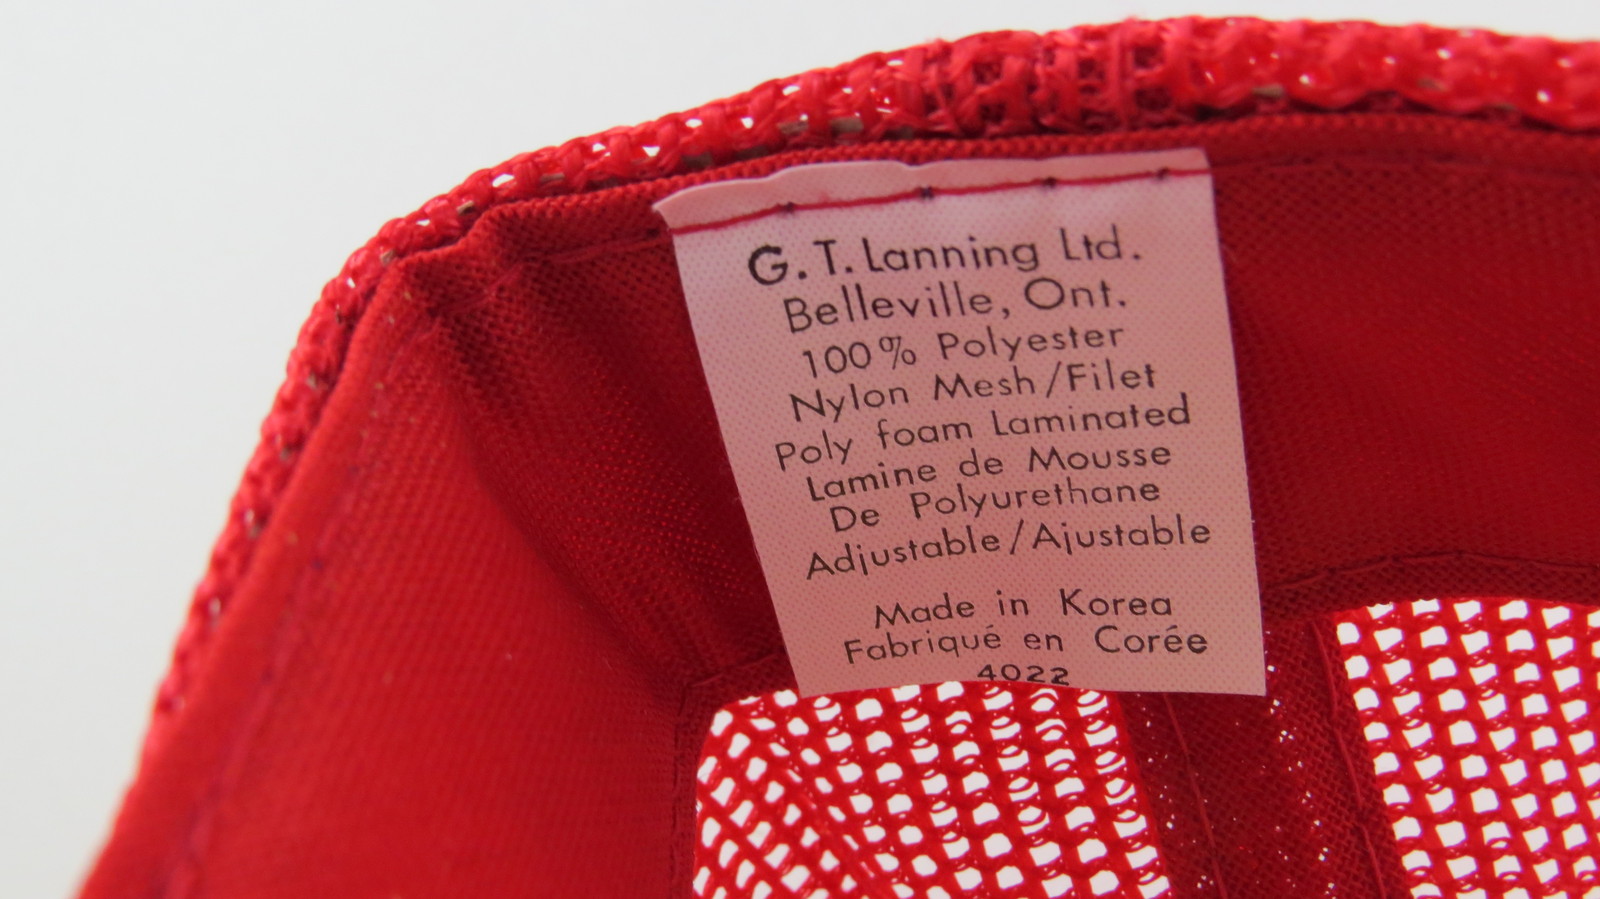 G.T. Lanning Ltd.
Belleville, Ont.
100% Polyester
Nylon Mesh/Filet
Poly foam Laminated
Lamine de Mousse
De Polyurethane
Adjustable/Ajustable
Made in Korea
Fabriqué en Corée
4022